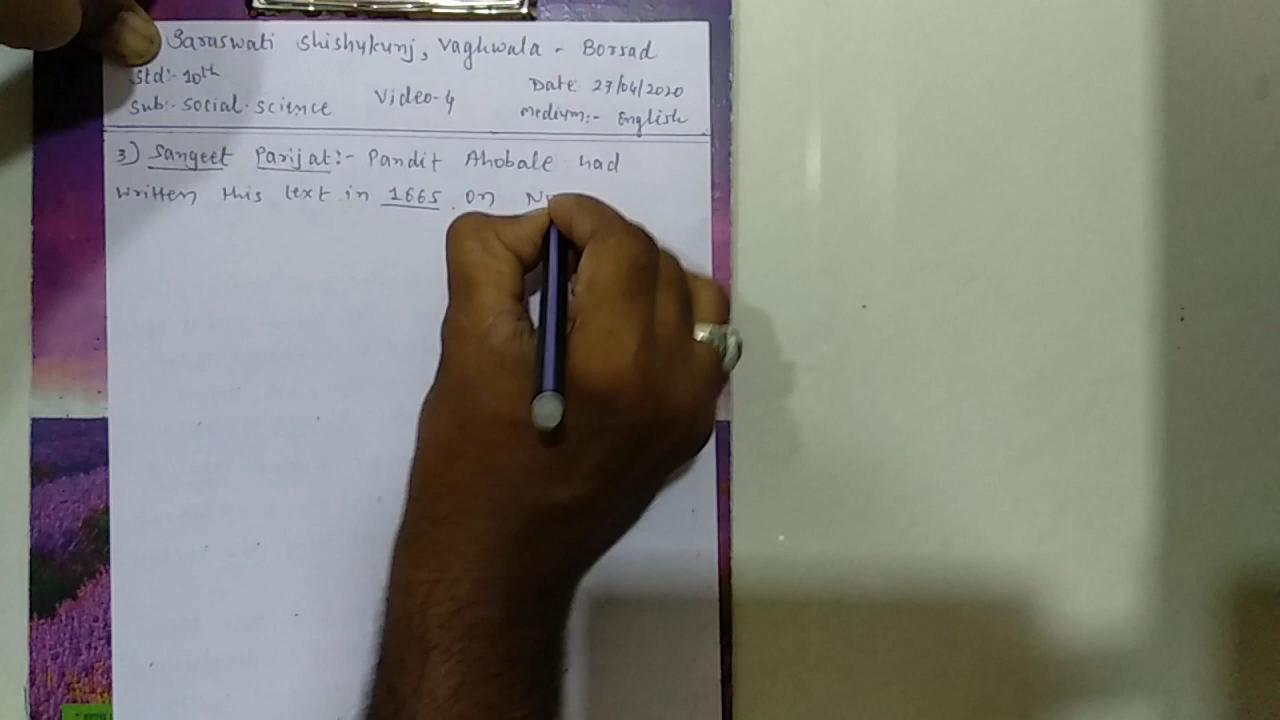 Saraswati Shishykunj, Vaghwala - Borsad
Std:- 10th
Sub:- Social science
Video-4
Date: 27/04/2020
Medium:- English
3) Sangeet Parijat:- Pandit Ahobale had
written this text in 1665. On